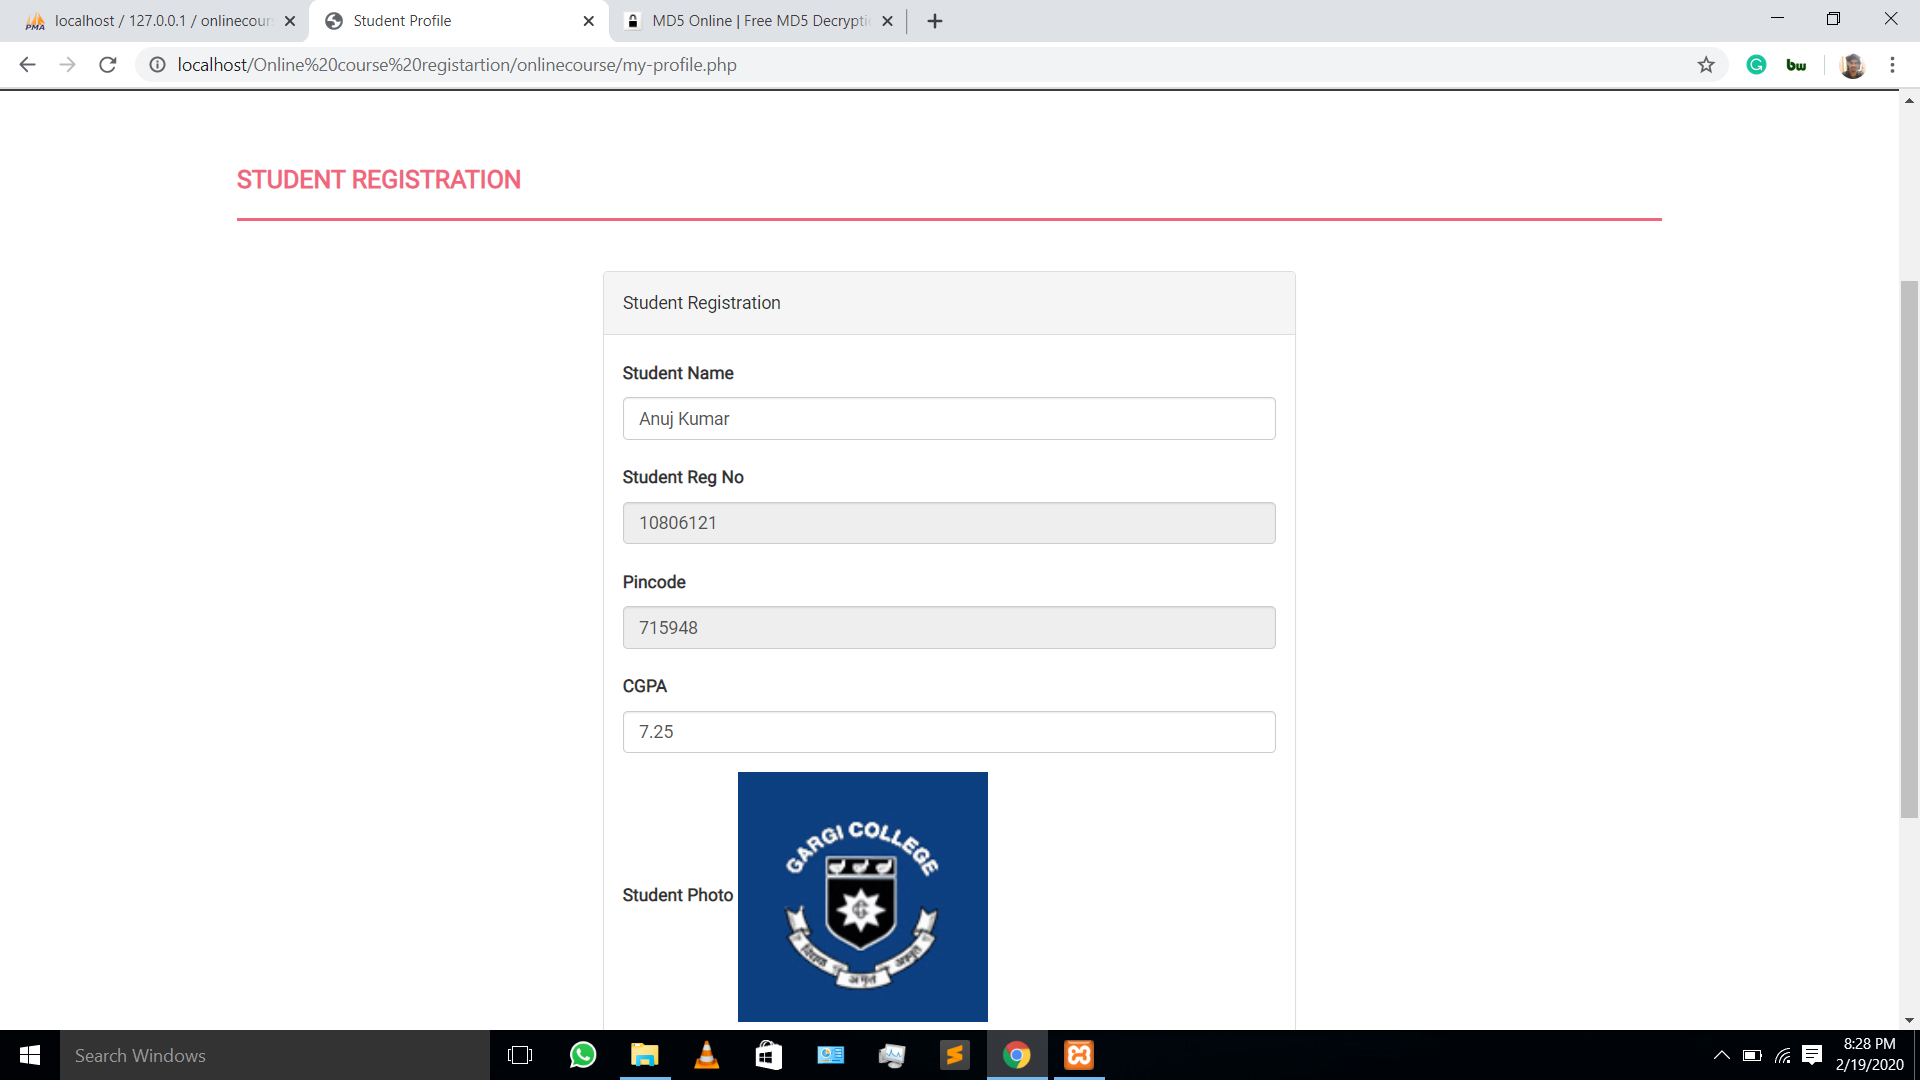 localhost / 127.0.0.1 / onlinecour
Student Profile
MD5 Online | Free MD5 Decrypti
localhost/Online%20course%20registartion/onlinecourse/my-profile.php
bw
STUDENT REGISTRATION
Student Registration
Student Name
Anuj Kumar
Student Reg No
10806121
Pincode
715948
CGPA
7.25
Student Photo
GARGI COLLEGE
Search Windows
8:28 PM
2/19/2020